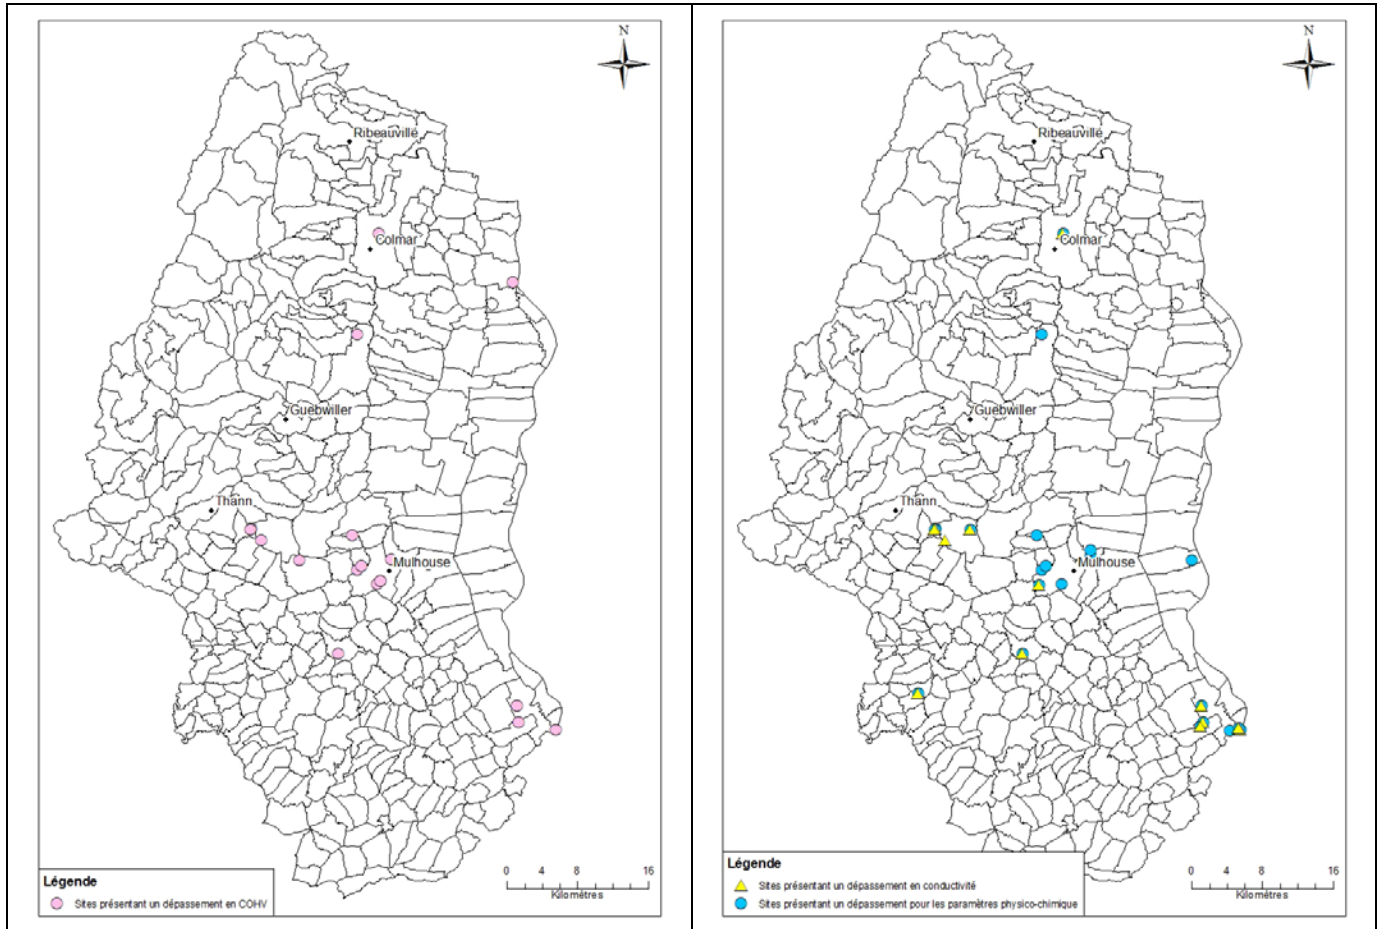 N
Ribeauvillé
Colmar
Guebwiller
Thann
Mulhouse
Légende
Sites présentant un dépassement en COHV
0 4 8 16
Kilomètres
N
Ribeauvillé
Colmar
Guebwiller
Thann
Mulhouse
Légende
Sites présentant un dépassement en conductivité
Sites présentant un dépassement pour les paramètres physico-chimique
0 4 8 16
Kilomètres